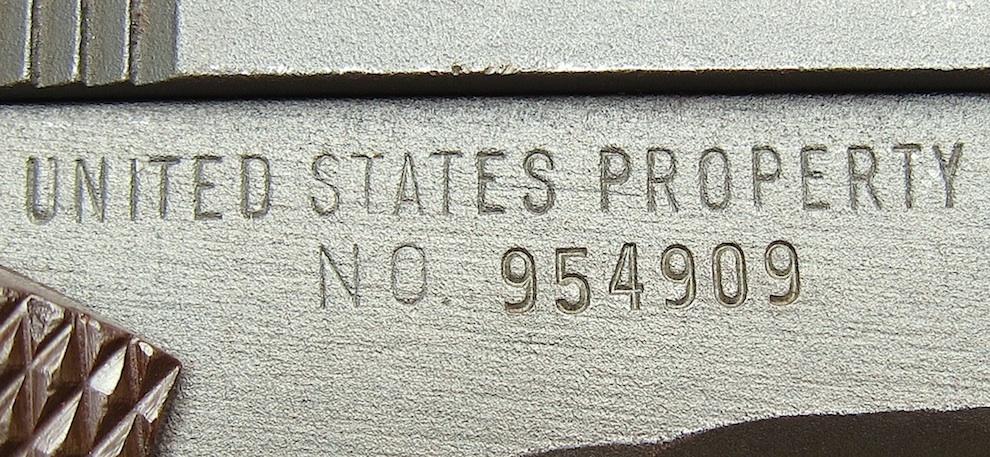 UNITED STATES PROPERTY
NO. 954909